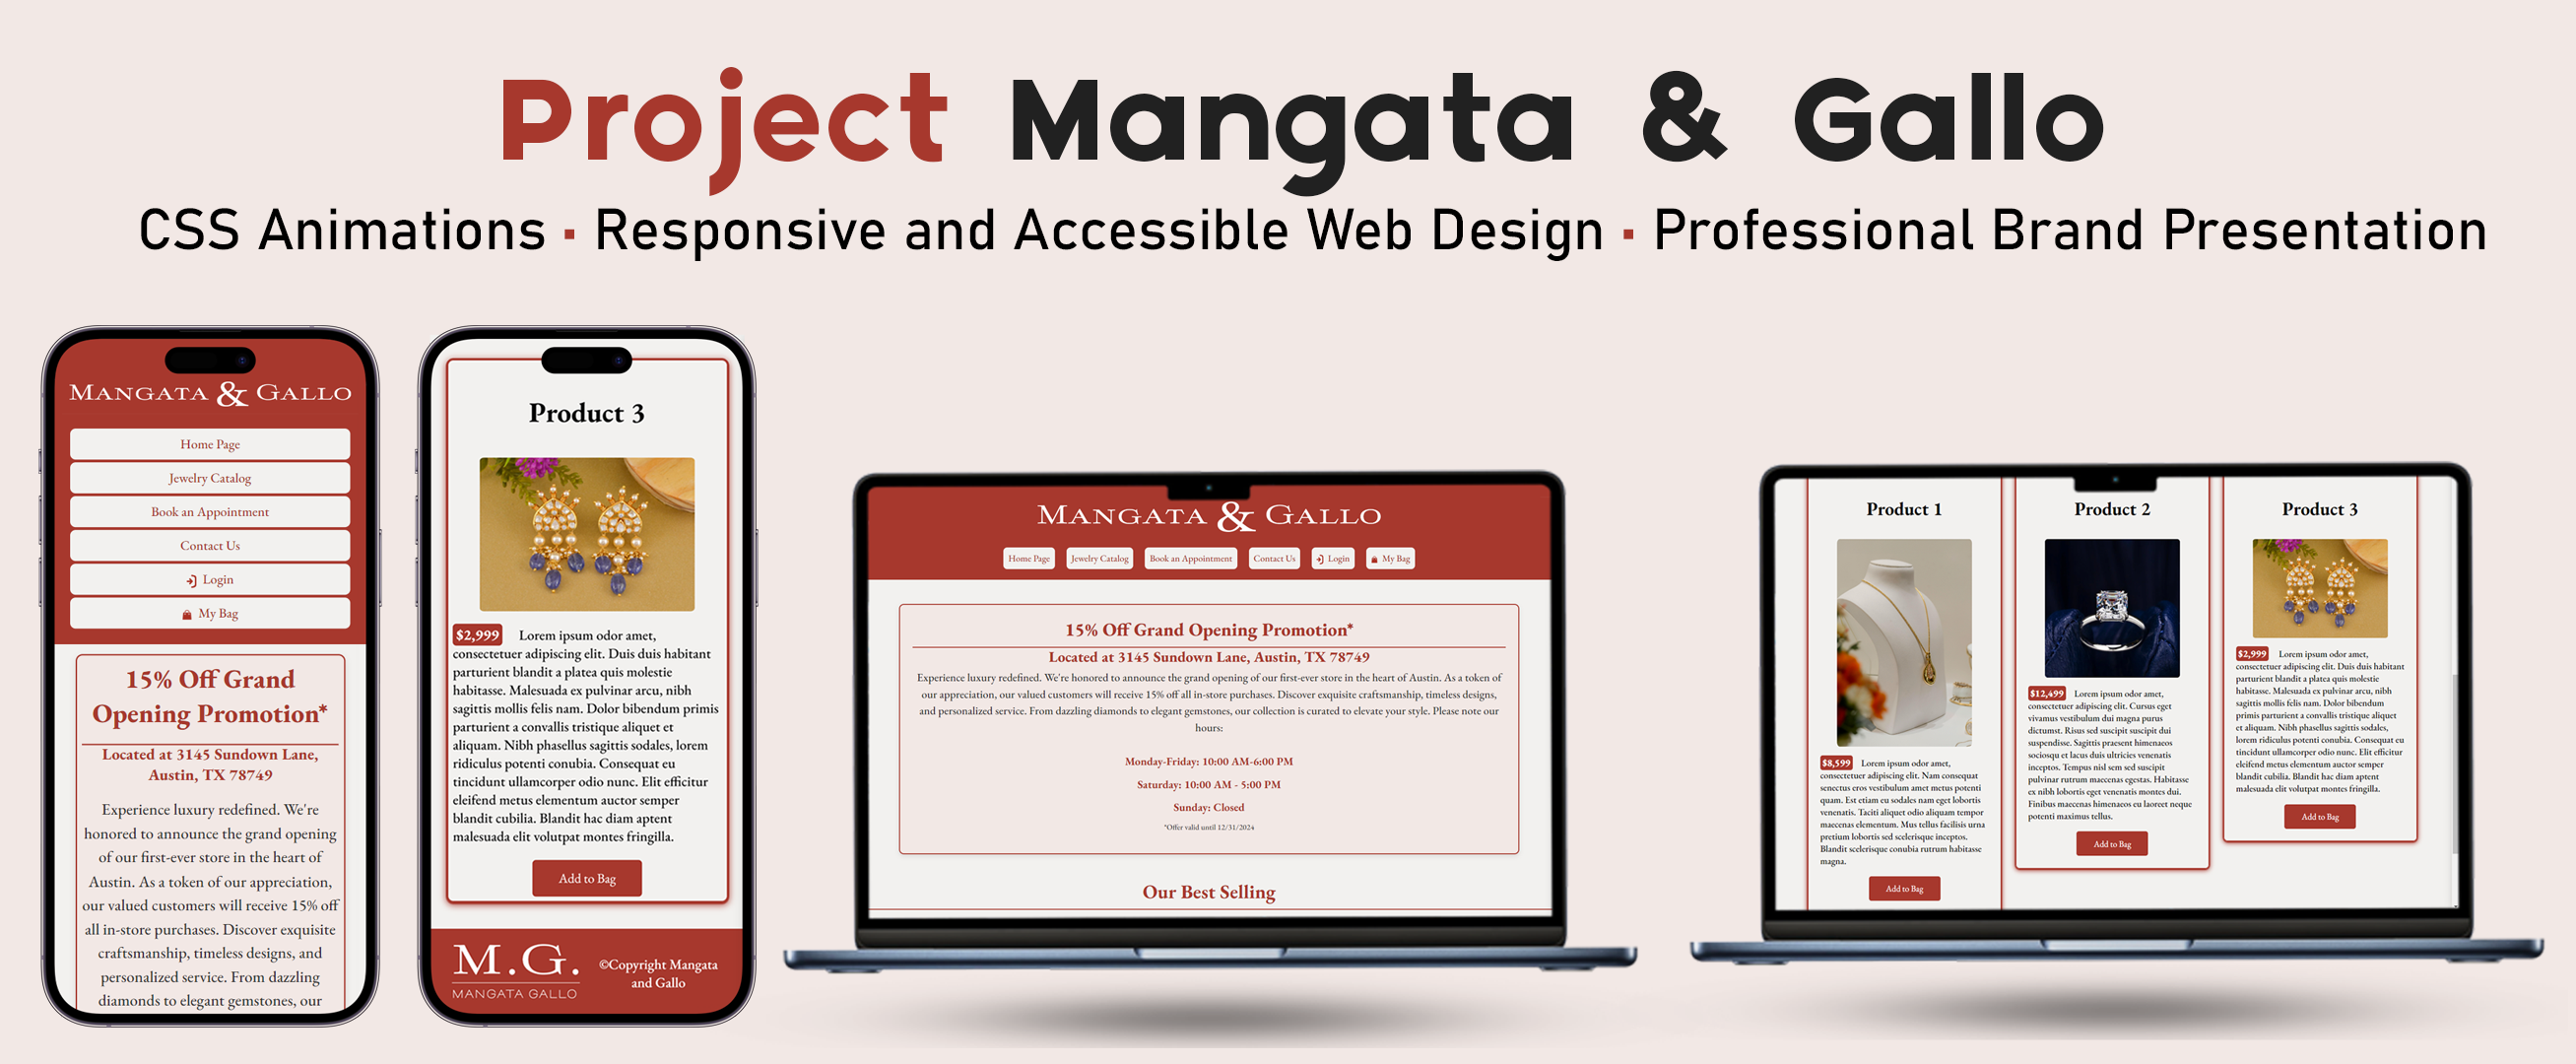 Project Mangata & Gallo
CSS Animations · Responsive and Accessible Web Design · Professional Brand Presentation
MANGATA & GALLO
Home Page
Jewelry Catalog
Book an Appointment
Contact Us
Login
My Bag
15% Off Grand
Opening Promotion*
Located at 3145 Sundown Lane,
Austin, TX 78749
Experience luxury redefined. We're
honored to announce the grand opening
of our first-ever store in the heart of
Austin. As a token of our appreciation,
our valued customers will receive 15% off
all in-store purchases. Discover exquisite
craftsmanship, timeless designs, and
personalized service. From dazzling
diamonds to elegant gemstones, our
Product 3
$2,999 Lorem ipsum odor amet,
consectetuer adipiscing elit. Duis duis habitant
parturient blandit a platea quis molestie
habitasse. Malesuada ex pulvinar arcu, nibh
sagittis mollis felis nam. Dolor bibendum primis
parturient a convallis tristique aliquet et
aliquam. Nibh phasellus sagittis sodales, lorem
ridiculus potenti conubia. Consequat eu
tincidunt ullamcorper odio nunc. Elit efficitur
eleifend metus elementum auctor semper
blandit cubilia. Blandit hac diam aptent
malesuada elit volutpat montes fringilla.
Add to Bag
M.G.
MANGATA GALLO
©Copyright Mangata
and Gallo
MANGATA & GALLO
Home Page Jewelry Catalog Book an Appointment Contact Us Login My Bag
15% Off Grand Opening Promotion*
Located at 3145 Sundown Lane, Austin, TX 78749
Experience luxury redefined. We're honored to announce the grand opening of our first-ever store in the heart of Austin. As a token of
our appreciation, our valued customers will receive 15% off all in-store purchases. Discover exquisite craftsmanship, timeless designs,
and personalized service. From dazzling diamonds to elegant gemstones, our collection is curated to elevate your style. Please note our
hours:
Monday-Friday: 10:00 AM-6:00 PM
Saturday: 10:00 AM - 5:00 PM
Sunday: Closed
*Offer valid until 12/31/2024
Our Best Selling
Product 1
$8,599 Lorem ipsum odor amet,
consectetuer adipiscing elit. Nam consequat
senectus eros vestibulum amet metus potenti
quam. Est etiam eu sodales nam eget lobortis
venenatis. Taciti aliquet odio aliquam tempor
maecenas elementum. Mus tellus facilisis urna
pretium lobortis sed scelerisque inceptos.
Blandit scelerisque conubia rutrum habitasse
magna.
Add to Bag
Product 2
$12,499 Lorem ipsum odor amet,
consectetuer adipiscing elit. Cursus eget
vivamus vestibulum dui magna purus
dictumst. Risus sed suscipit suscipit dui
suspendisse. Sagittis praesent himenaeos
sociosqu et lacus duis ultricies venenatis
inceptos. Tempus nisl sem sed suscipit
pulvinar rutrum maecenas egestas. Habitasse
ex nibh lobortis eget venenatis montes dui.
Finibus maecenas himenaeos eu laoreet neque
potenti maximus tellus.
Add to Bag
Product 3
$2,999 Lorem ipsum odor amet,
consectetuer adipiscing elit. Duis duis habitant
parturient blandit a platea quis molestie
habitasse. Malesuada ex pulvinar arcu, nibh
sagittis mollis felis nam. Dolor bibendum
primis parturient a convallis tristique aliquet
et aliquam. Nibh phasellus sagittis sodales,
lorem ridiculus potenti conubia. Consequat eu
tincidunt ullamcorper odio nunc. Elit efficitur
eleifend metus elementum auctor semper
blandit cubilia. Blandit hac diam aptent
malesuada elit volutpat montes fringilla.
Add to Bag